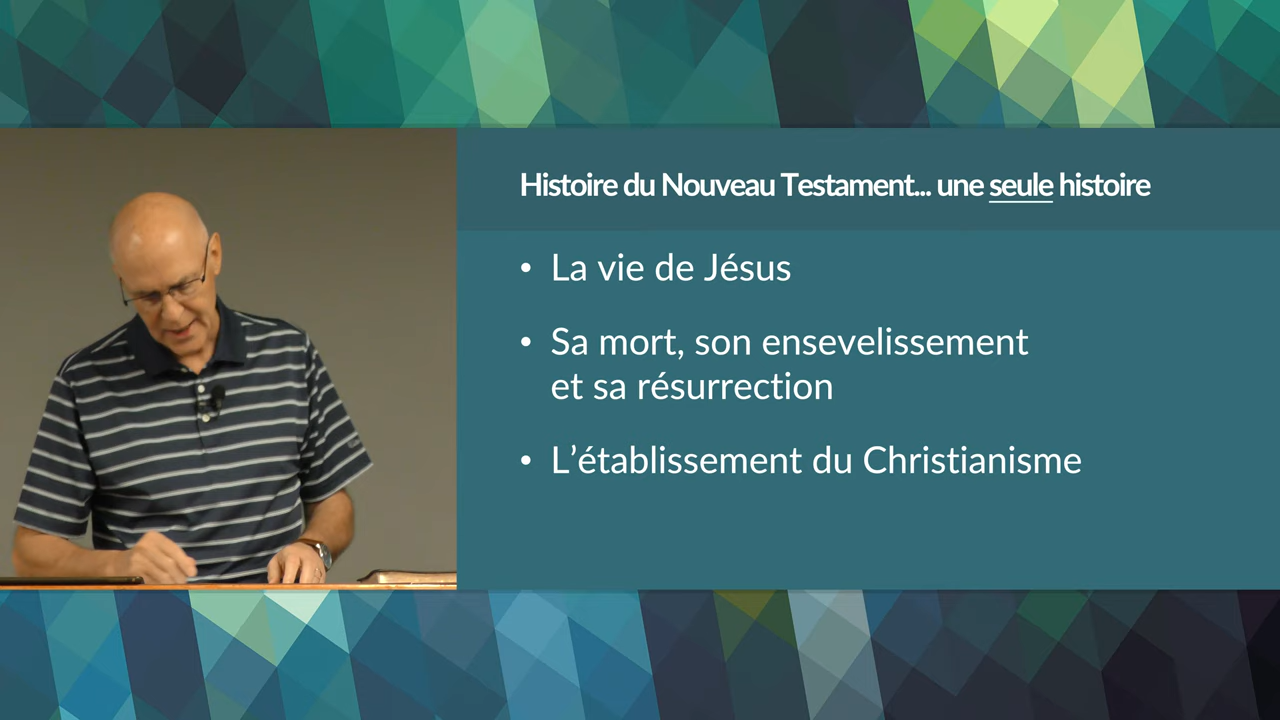 Histoire du Nouveau Testament... une seule histoire
• La vie de Jésus
• Sa mort, son ensevelissement
et sa résurrection
• L’établissement du Christianisme